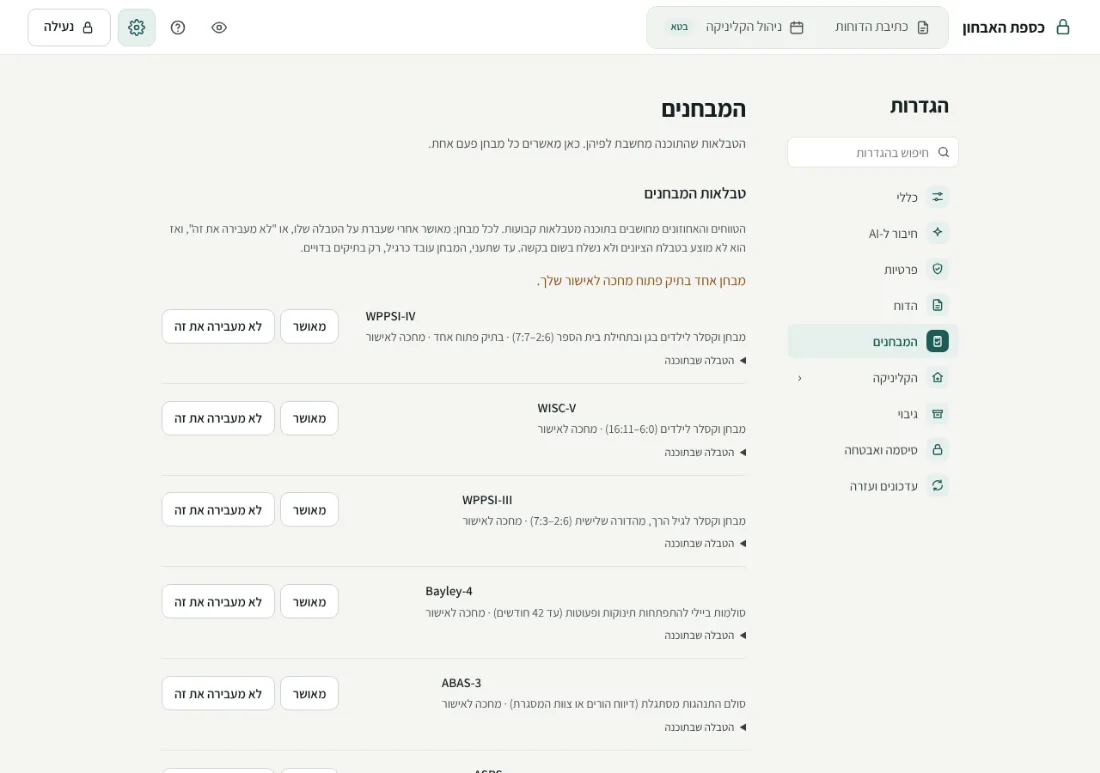 כספת האבחון
כתיבת הדוחות
ניהול הקליניקה
בטא
נעילה
הגדרות
חיפוש בהגדרות
כללי
חיבור ל-AI
פרטיות
הדוח
המבחנים
הקליניקה
גיבוי
סיסמה ואבטחה
עדכונים ועזרה
המבחנים
הטבלאות שהתוכנה מחשבת לפיהן. כאן מאשרים כל מבחן פעם אחת.
טבלאות המבחנים
הטווחים והאחוזונים מחושבים בתוכנה מטבלאות קבועות. לכל מבחן: מאושר אחרי שעברת על הטבלה שלו, או "לא מעבירה את זה", ואז
הוא לא מוצע בטבלת הציונים ולא נשלח בשום בקשה. עד שתעני, המבחן עובד כרגיל, רק בתיקים בדויים.
מבחן אחד בתיק פתוח מחכה לאישור שלך.
WPPSI-IV
מבחן וקסלר לילדים בגן ובתחילת בית הספר (2:6–7:7) · בתיק פתוח אחד · מחכה לאישור
הטבלה שבתוכנה
מאושר
לא מעבירה את זה
WISC-V
מבחן וקסלר לילדים (6:0–16:11) · מחכה לאישור
הטבלה שבתוכנה
מאושר
לא מעבירה את זה
WPPSI-III
מבחן וקסלר לגיל הרך, מהדורה שלישית (2:6–7:3) · מחכה לאישור
הטבלה שבתוכנה
מאושר
לא מעבירה את זה
Bayley-4
סולמות ביילי להתפתחות תינוקות ופעוטות (עד 42 חודשים) · מחכה לאישור
הטבלה שבתוכנה
מאושר
לא מעבירה את זה
ABAS-3
סולם התנהגות מסתגלת (דיווח הורים או צוות המסגרת) · מחכה לאישור
הטבלה שבתוכנה
מאושר
לא מעבירה את זה